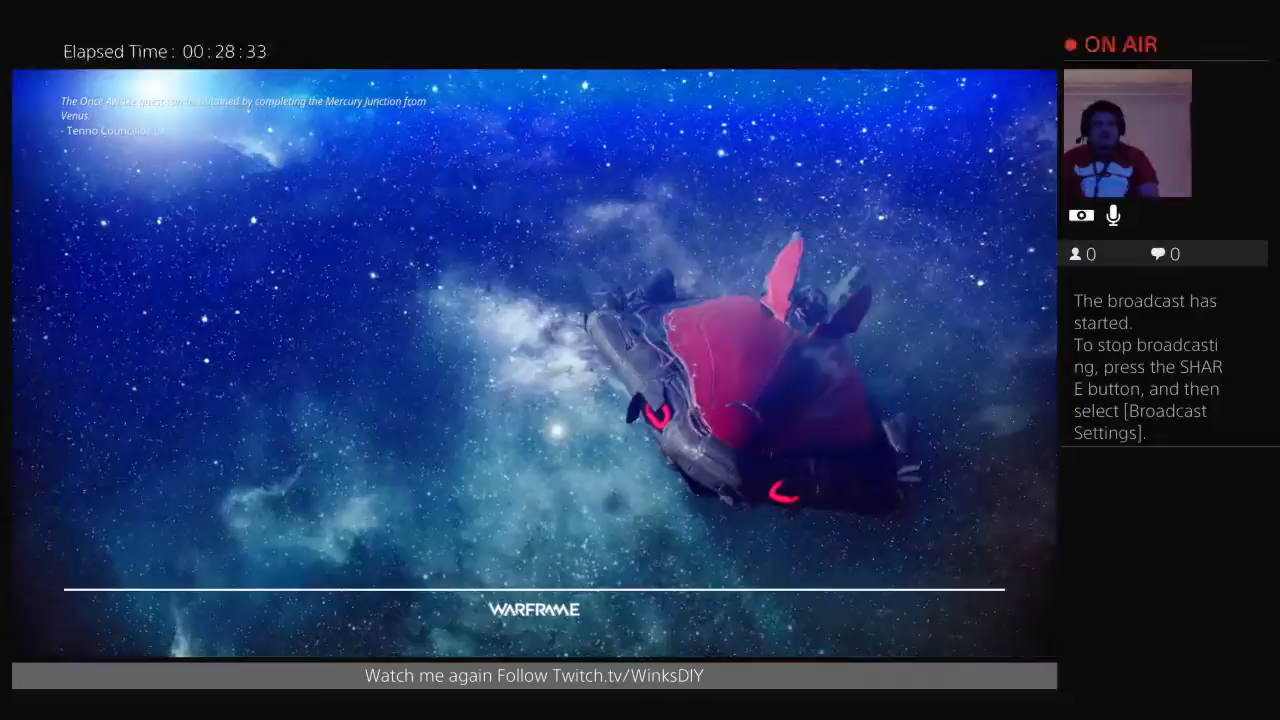 Elapsed Time: 00:28:33
ON AIR
The Once Awake quest can be obtained by completing the Mercury Junction from
Venus.
- Tenno Councillor
0
0
The broadcast has
started.
To stop broadcasti
ng, press the SHAR
E button, and then
select [Broadcast
Settings].
WARFRAME
Watch me again Follow Twitch.tv/WinksDIY